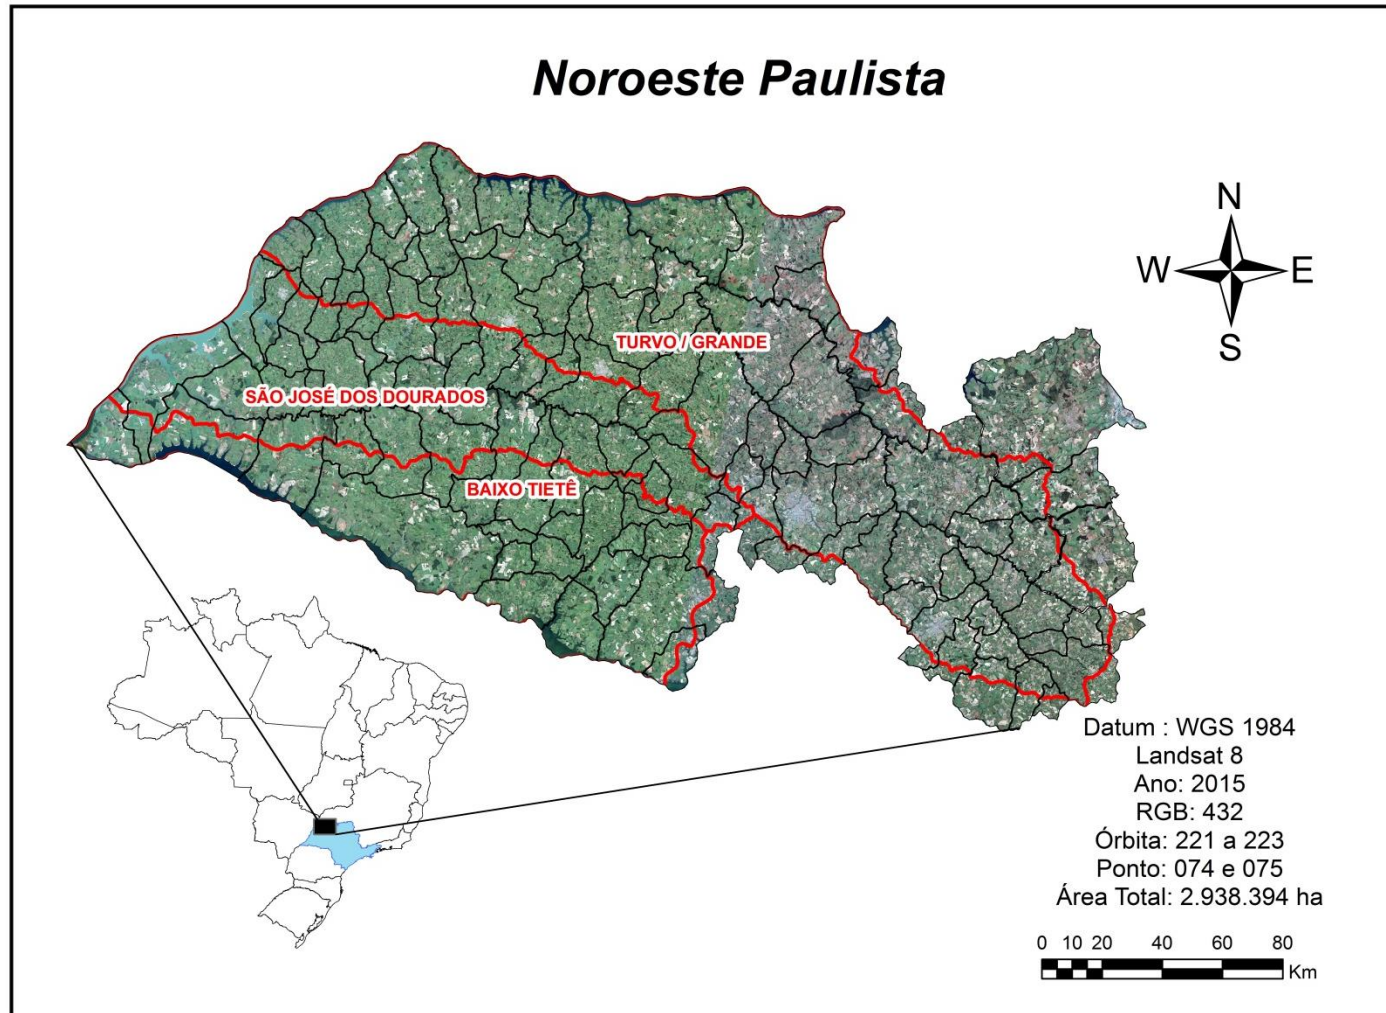 Noroeste Paulista
N
W E
S
TURVO / GRANDE
SÃO JOSÉ DOS DOURADOS
BAIXO TIETÊ
Datum : WGS 1984
Landsat 8
Ano: 2015
RGB: 432
Órbita: 221 a 223
Ponto: 074 e 075
Área Total: 2.938.394 ha
0 10 20 40 60 80
Km